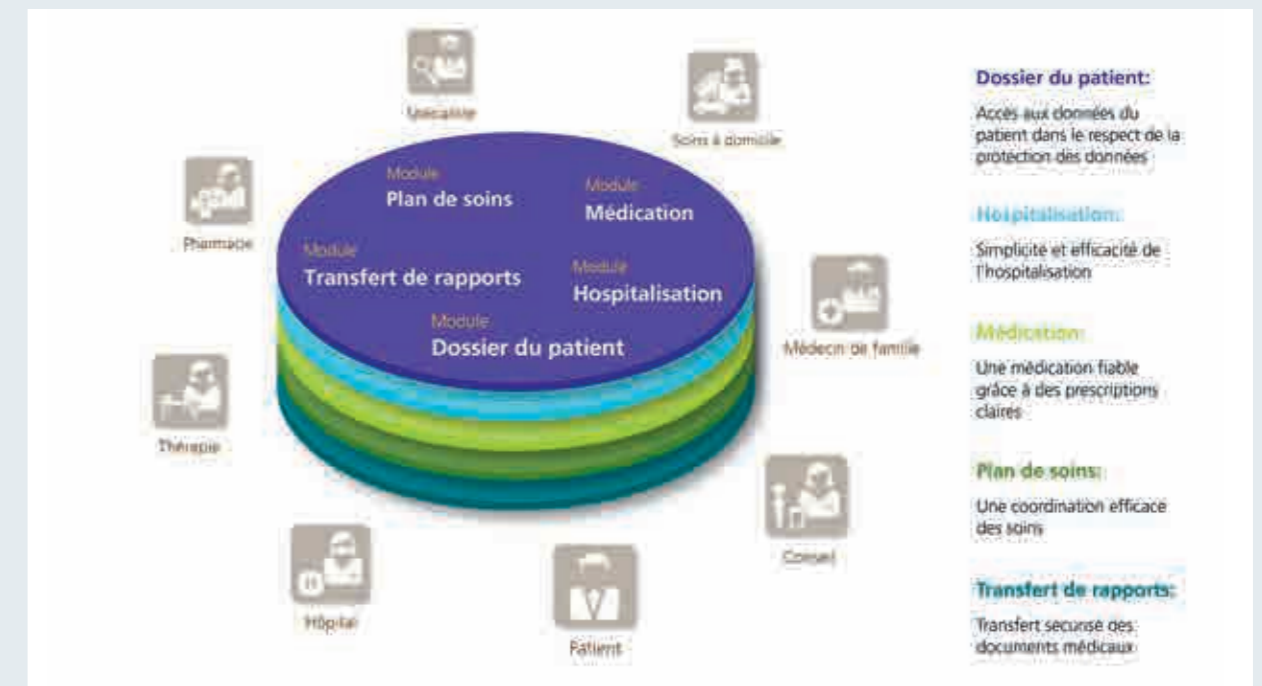 Spécialiste
Soins à domicile
Pharmacie
Module
Plan de soins
Module
Médication
Module
Transfert de rapports
Module
Hospitalisation
Module
Dossier du patient
Médecin de famille
Thérapie
Conseil
Hôpital
Patient
Dossier du patient:
Accès aux données du
patient dans le respect de la
protection des données
Hospitalisation:
Simplicité et efficacité de
l'hospitalisation
Médication:
Une médication fiable
grâce à des prescriptions
claires
Plan de soins:
Une coordination efficace
des soins
Transfert de rapports:
Transfert sécurisé des
documents médicaux